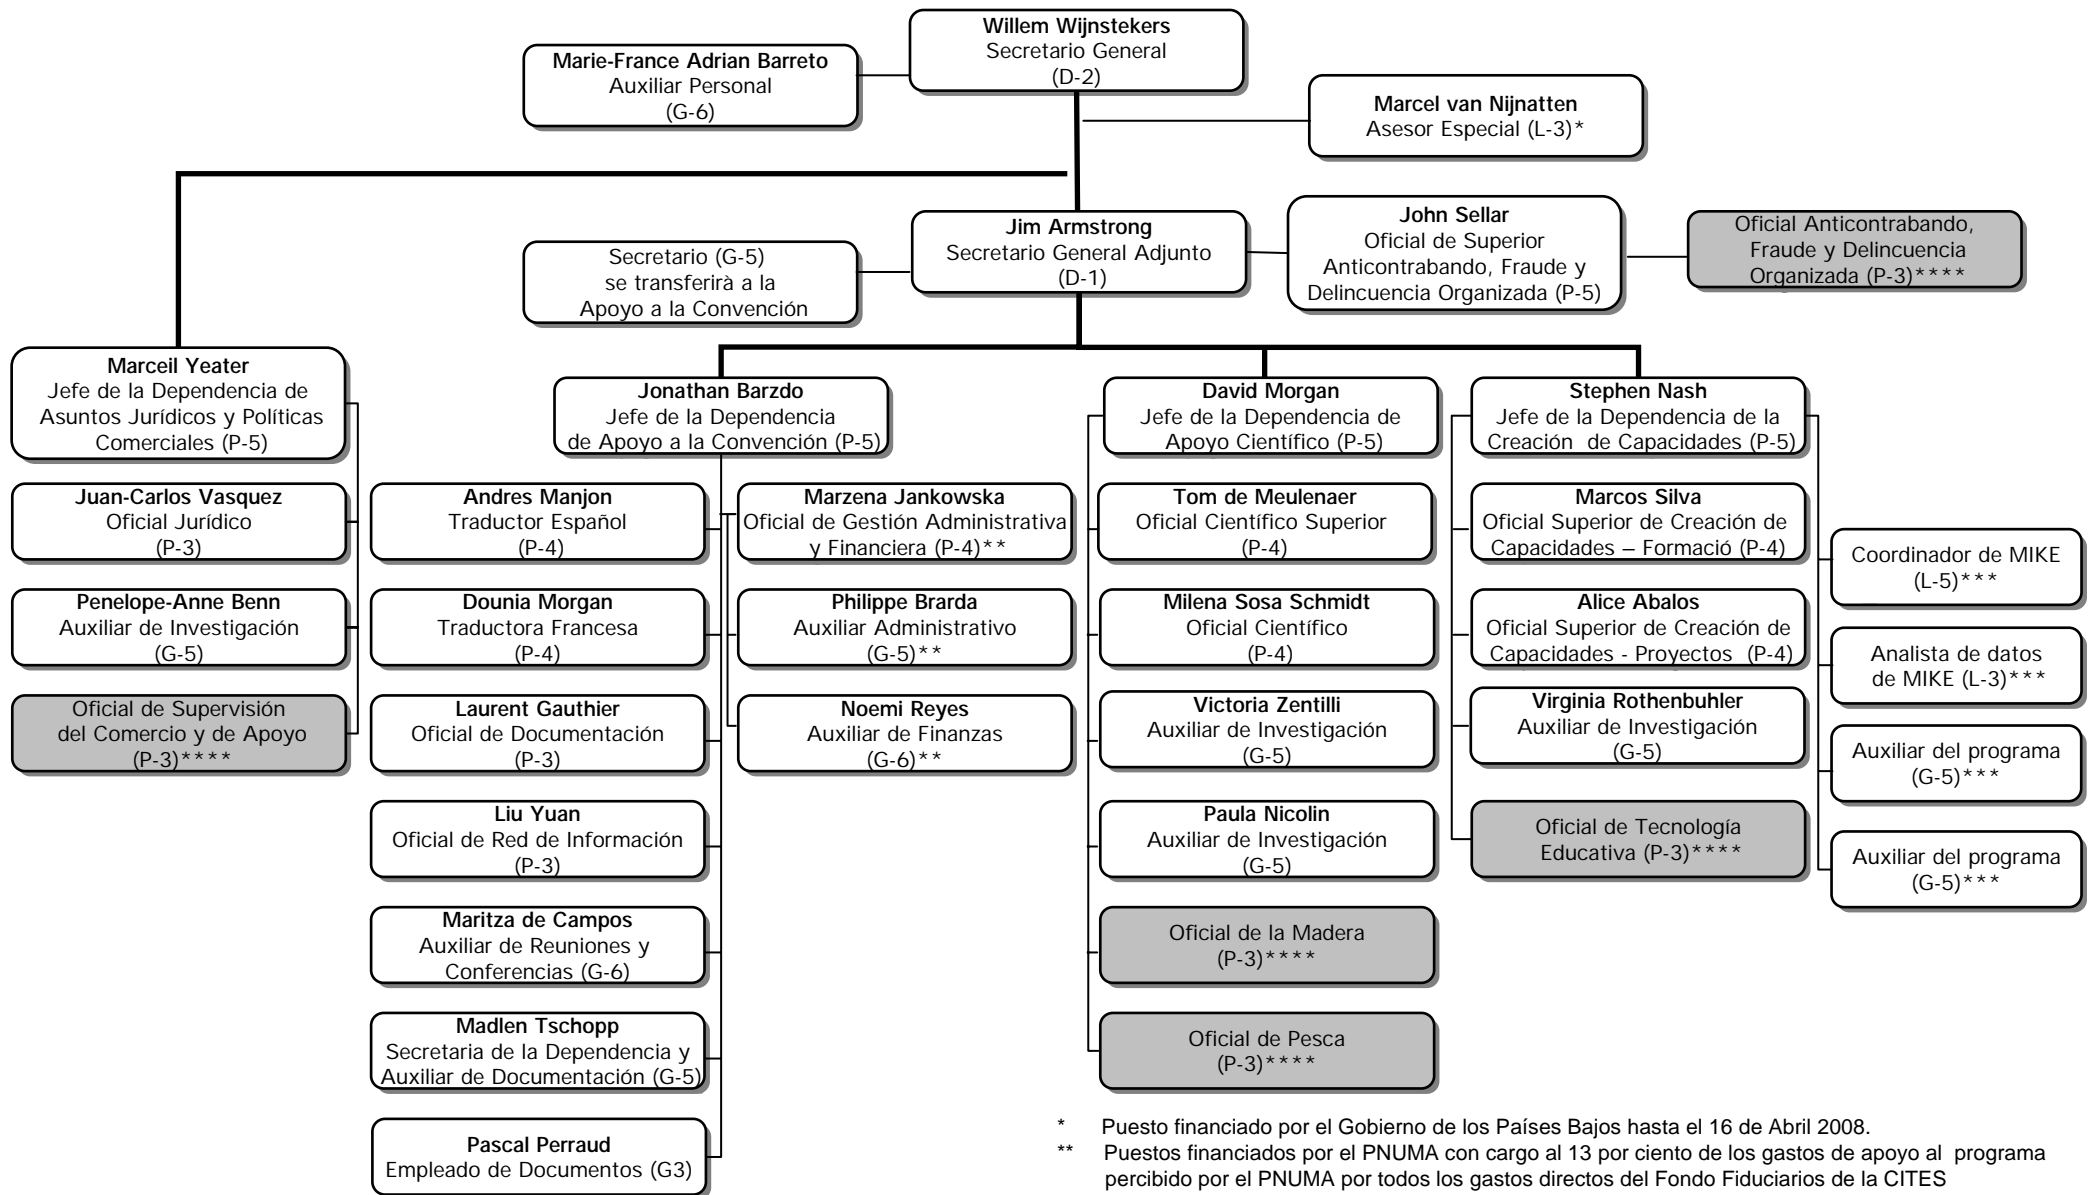 Willem Wijnstekers
Secretario General
(D-2)
Marie-France Adrian Barreto
Auxiliar Personal
(G-6)
Marcel van Nijnatten
Asesor Especial (L-3)*
Jim Armstrong
Secretario General Adjunto
(D-1)
Secretario (G-5)
se transferirà a la
Apoyo a la Convención
John Sellar
Oficial de Superior
Anticontrabando, Fraude y
Delincuencia Organizada (P-5)
Oficial Anticontrabando,
Fraude y Delincuencia
Organizada (P-3)****
Marceil Yeater
Jefe de la Dependencia de
Asuntos Jurídicos y Políticas
Comerciales (P-5)
Juan-Carlos Vasquez
Oficial Jurídico
(P-3)
Penelope-Anne Benn
Auxiliar de Investigación
(G-5)
Oficial de Supervisión
del Comercio y de Apoyo
(P-3)****
Jonathan Barzdo
Jefe de la Dependencia
de Apoyo a la Convención (P-5)
Andres Manjon
Traductor Español
(P-4)
Dounia Morgan
Traductora Francesa
(P-4)
Laurent Gauthier
Oficial de Documentación
(P-3)
Liu Yuan
Oficial de Red de Información
(P-3)
Maritza de Campos
Auxiliar de Reuniones y
Conferencias (G-6)
Madlen Tschopp
Secretaria de la Dependencia y
Auxiliar de Documentación (G-5)
Pascal Perraud
Empleado de Documentos (G3)
Marzena Jankowska
Oficial de Gestión Administrativa
y Financiera (P-4)**
Philippe Brarda
Auxiliar Administrativo
(G-5)**
Noemi Reyes
Auxiliar de Finanzas
(G-6)**
David Morgan
Jefe de la Dependencia de
Apoyo Científico (P-5)
Tom de Meulenaer
Oficial Científico Superior
(P-4)
Milena Sosa Schmidt
Oficial Científico
(P-4)
Victoria Zentilli
Auxiliar de Investigación
(G-5)
Paula Nicolin
Auxiliar de Investigación
(G-5)
Oficial de la Madera
(P-3)****
Oficial de Pesca
(P-3)****
Stephen Nash
Jefe de la Dependencia de la
Creación de Capacidades (P-5)
Marcos Silva
Oficial Superior de Creación de
Capacidades – Formació (P-4)
Alice Abalos
Oficial Superior de Creación de
Capacidades - Proyectos (P-4)
Virginia Rothenbuhler
Auxiliar de Investigación
(G-5)
Oficial de Tecnología
Educativa (P-3)****
Coordinador de MIKE
(L-5)***
Analista de datos
de MIKE (L-3)***
Auxiliar del programa
(G-5)***
Auxiliar del programa
(G-5)***
* Puesto financiado por el Gobierno de los Países Bajos hasta el 16 de Abril 2008.
** Puestos financiados por el PNUMA con cargo al 13 por ciento de los gastos de apoyo al programa
percibido por el PNUMA por todos los gastos directos del Fondo Fiduciarios de la CITES